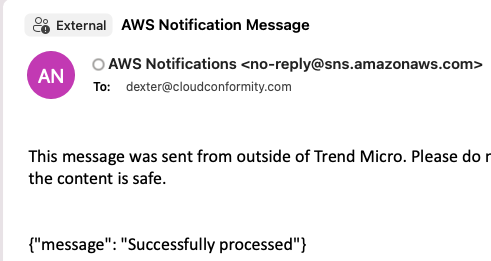 External AWS Notification Message
AN
AWS Notifications <no-reply@sns.amazonaws.com>
To: dexter@cloudconformity.com
This message was sent from outside of Trend Micro. Please do
the content is safe.
{"message": "Successfully processed"}